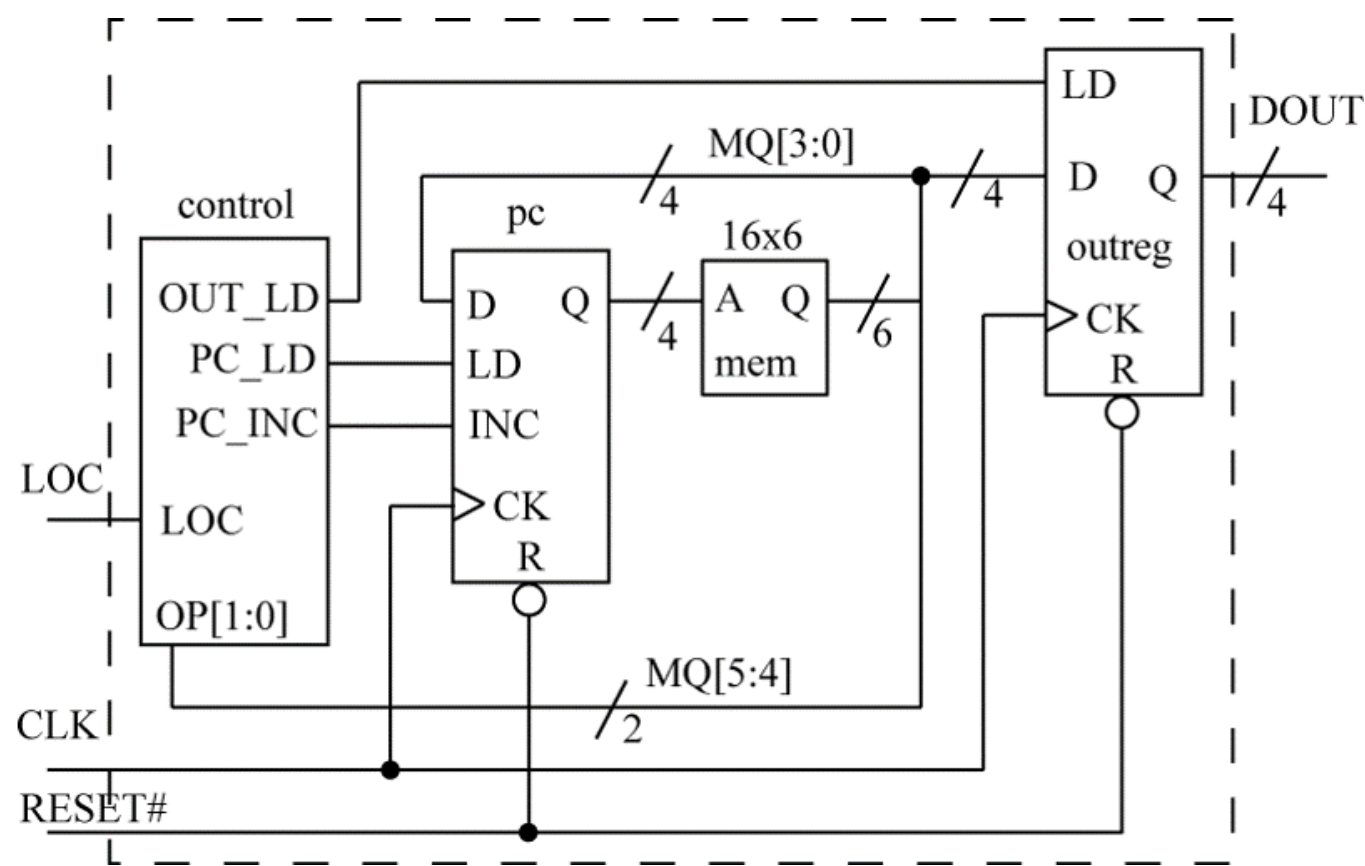 LD
DOUT
MQ[3:0]
4
4
D
Q
4
control
pc
16x6
outreg
OUT_LD
D
Q
4
A
Q
6
mem
CK
PC_LD
LD
R
PC_INC
INC
LOC
LOC
CK
R
OP[1:0]
MQ[5:4]
2
CLK
RESET#